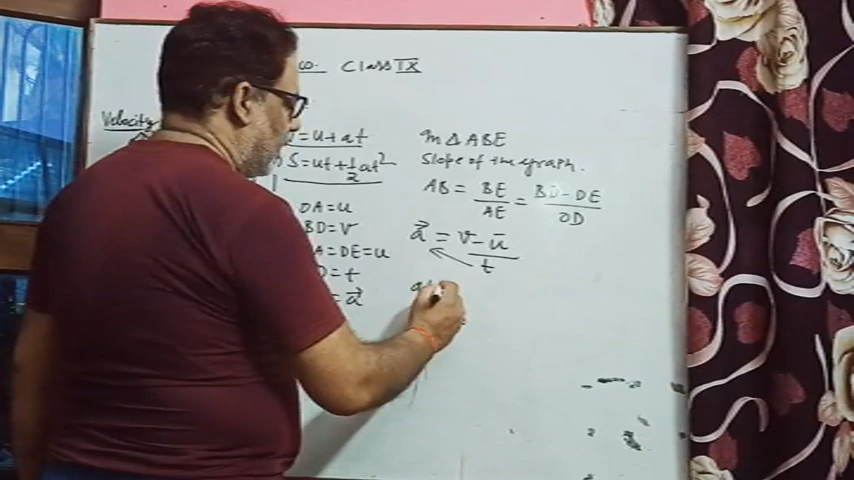 Class IX
Velocity
= u + at
S = ut + 1/2 at²
OA = u
BD = v
A = DE = u
D = t
= a⃗
In △ ABE
Slope of the graph.
AB = BE/AE = BD - DE/OD
a⃗ = v - u/t